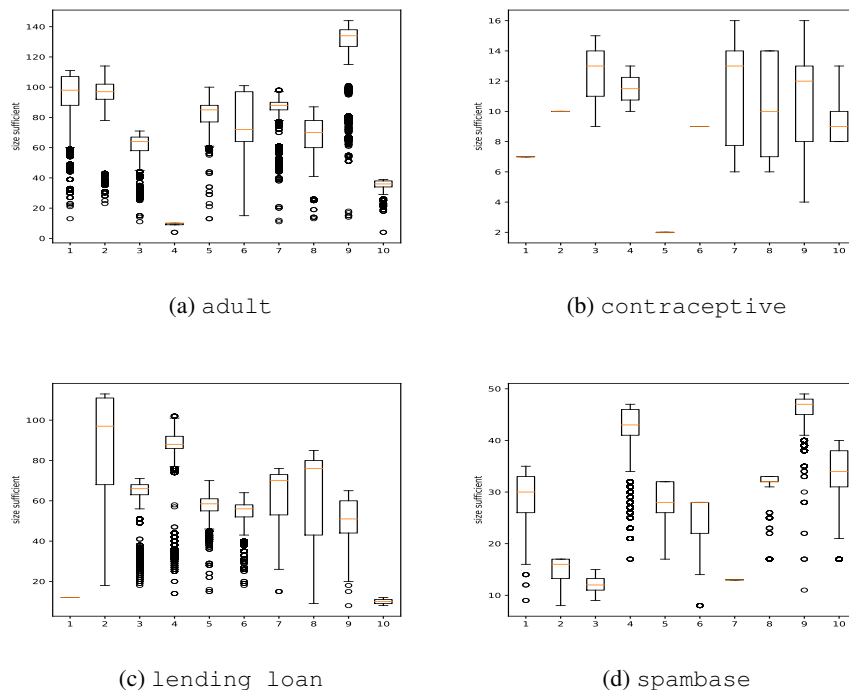 140
120
100
80
60
40
20
0
size sufficient
1 2 3 4 5 6 7 8 9 10
(a) adult
16
14
12
10
8
6
4
2
size sufficient
1 2 3 4 5 6 7 8 9 10
(b) contraceptive
100
80
60
40
20
size sufficient
1 2 3 4 5 6 7 8 9 10
(c) lending loan
50
40
30
20
10
size sufficient
1 2 3 4 5 6 7 8 9 10
(d) spambase